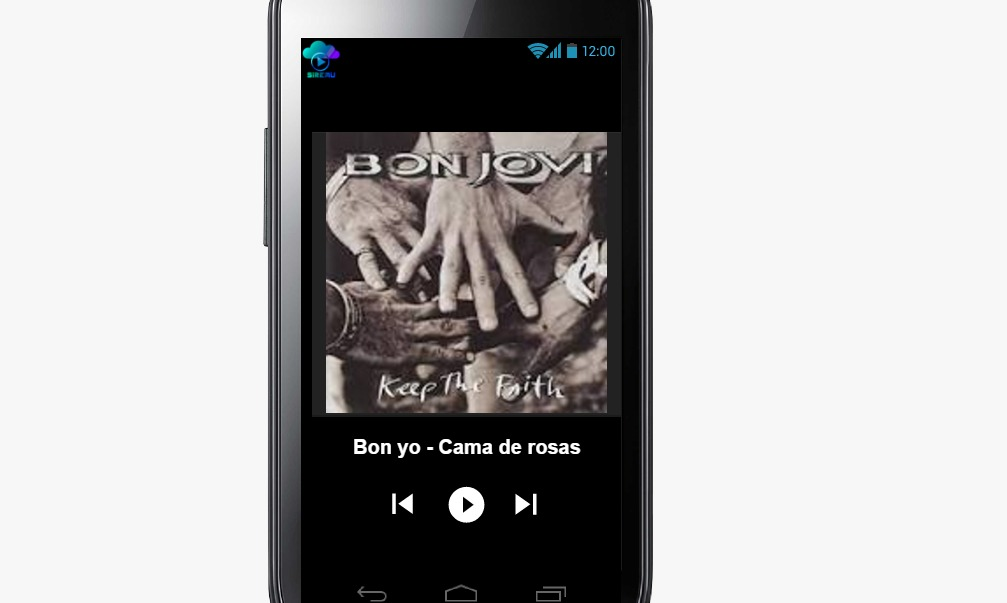 12:00
BON JOVI
Keep The Faith
Bon yo - Cama de rosas